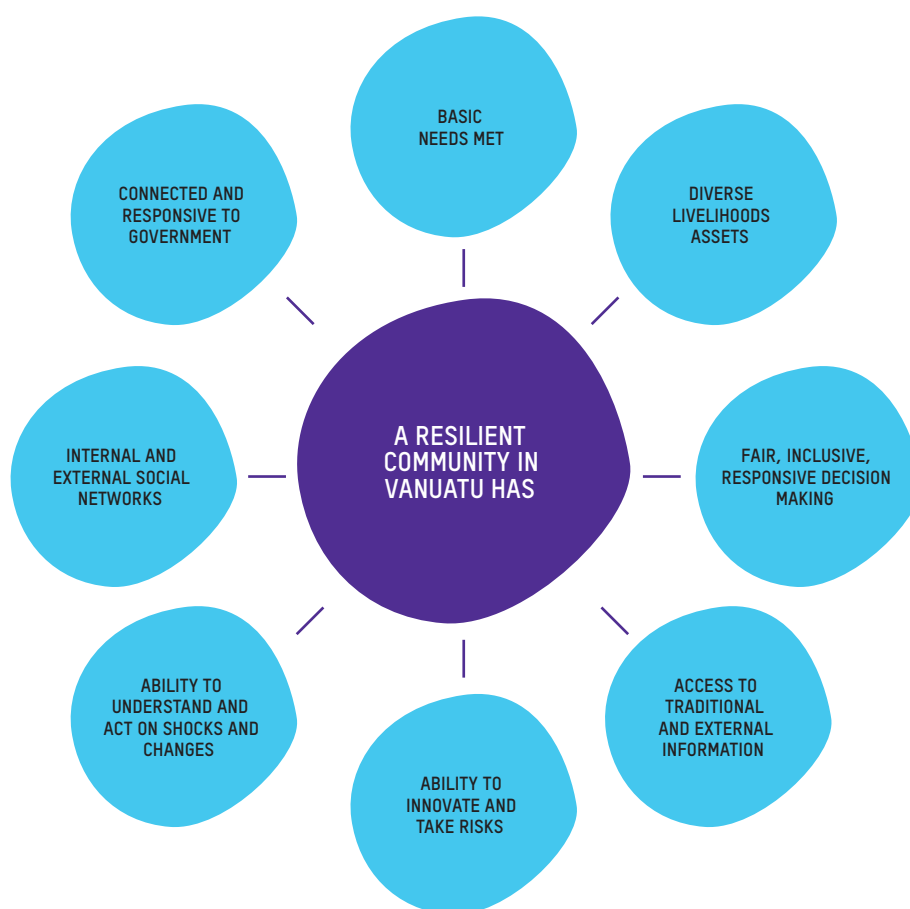 BASIC
NEEDS MET
CONNECTED AND
RESPONSIVE TO
GOVERNMENT
DIVERSE
LIVELIHOODS
ASSETS
A RESILIENT
COMMUNITY IN
VANUATU HAS
INTERNAL AND
EXTERNAL SOCIAL
NETWORKS
FAIR, INCLUSIVE,
RESPONSIVE DECISION
MAKING
ABILITY TO
UNDERSTAND AND
ACT ON SHOCKS AND
CHANGES
ACCESS TO
TRADITIONAL
AND EXTERNAL
INFORMATION
ABILITY TO
INNOVATE AND
TAKE RISKS